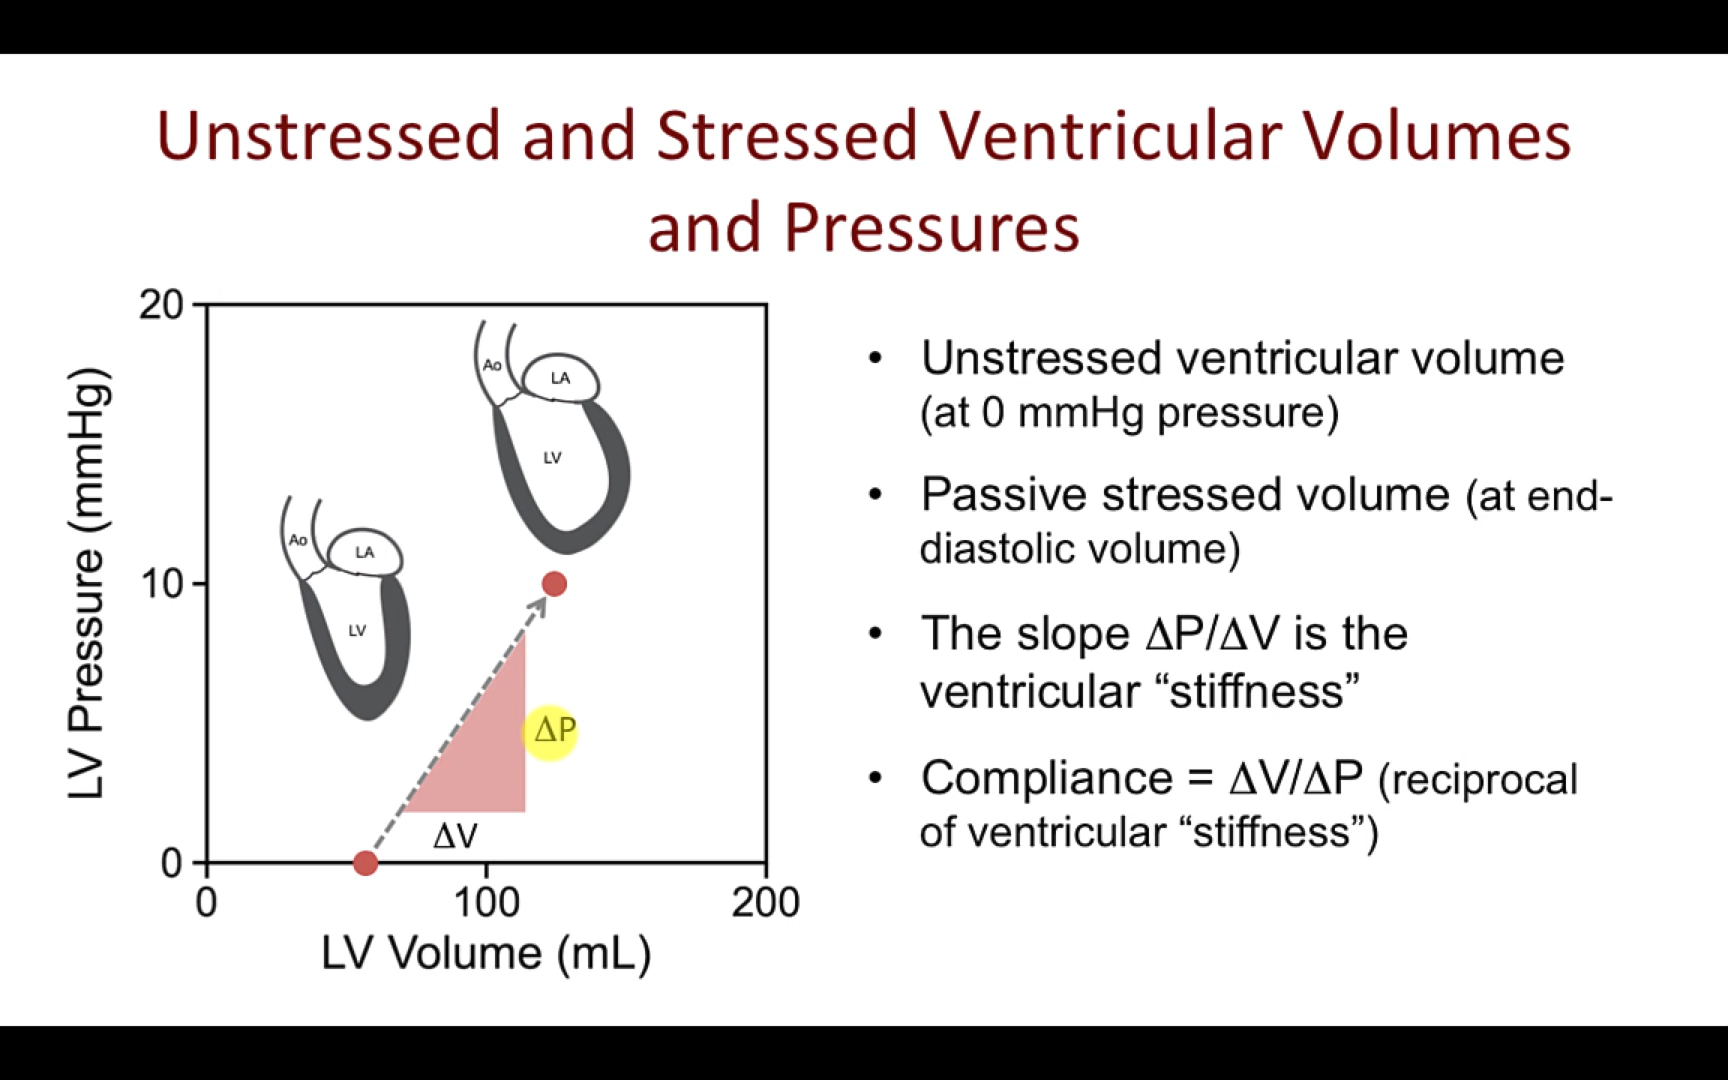 Unstressed and Stressed Ventricular Volumes
and Pressures
20
10
0
0
100
200
LV Pressure (mmHg)
LV Volume (mL)
Ao
LA
LV
Ao
LA
LV
ΔP
ΔV
• Unstressed ventricular volume
(at 0 mmHg pressure)
• Passive stressed volume (at end-
diastolic volume)
• The slope ΔP/ΔV is the
ventricular “stiffness”
• Compliance = ΔV/ΔP (reciprocal
of ventricular “stiffness”)